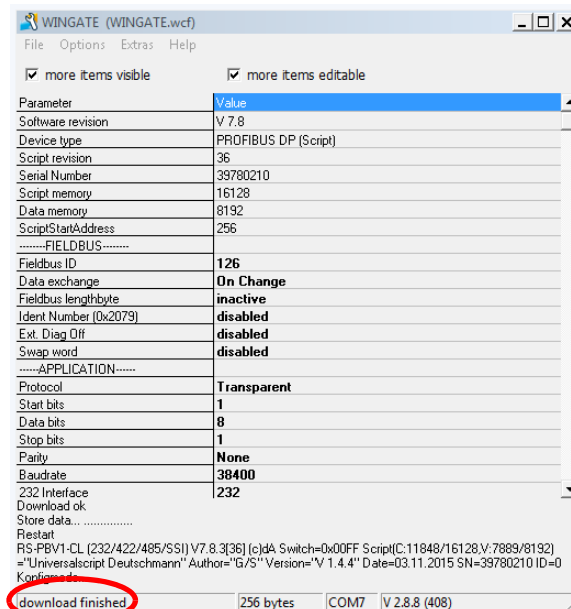 WINGATE (WINGATE.wcf)
File Options Extras Help
more items visible more items editable
Parameter Value
Software revision V 7.8
Device type PROFIBUS DP (Script)
Script revision 36
Serial Number 39780210
Script memory 16128
Data memory 8192
ScriptStartAddress 256
--------FIELDBUS--------
Fieldbus ID 126
Data exchange On Change
Fieldbus lengthbyte inactive
Ident Number (0x2079) disabled
Ext. Diag Off disabled
Swap word disabled
------APPLICATION------
Protocol Transparent
Start bits 1
Data bits 8
Stop bits 1
Parity None
Baudrate 38400
232 Interface 232
Download ok
Store data... ...............
Restart
RS-PBV1-CL (232/422/485/SSI) V7.8.3[36] (c)dA Switch=0x00FF Script(C:11848/16128,V:7889/8192)
="Universalscript Deutschmann" Author="G/S" Version="V 1.4.4" Date=03.11.2015 SN=39780210 ID=0
download finished 256 bytes COM7 V 2.8.8 (408)